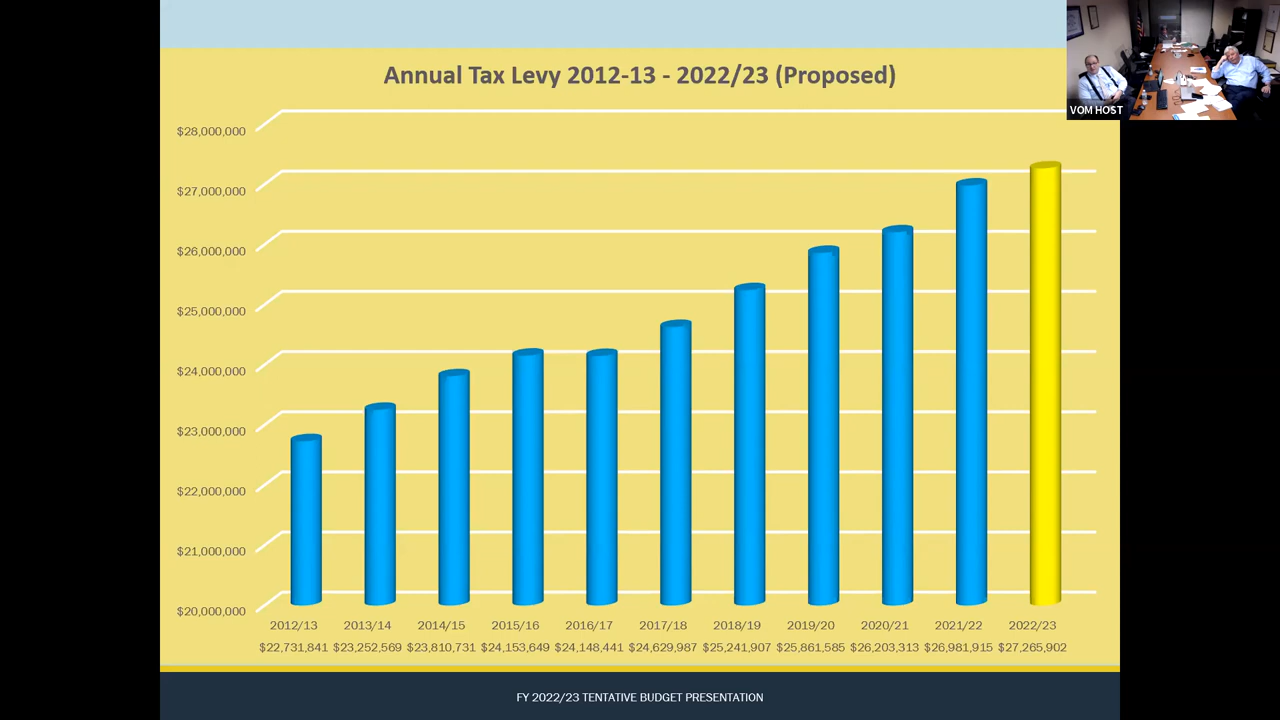 Annual Tax Levy 2012-13 - 2022/23 (Proposed)
VOM HOST
$28,000,000
$27,000,000
$26,000,000
$25,000,000
$24,000,000
$23,000,000
$22,000,000
$21,000,000
$20,000,000
2012/13 2013/14 2014/15 2015/16 2016/17 2017/18 2018/19 2019/20 2020/21 2021/22 2022/23
$22,731,841 $23,252,569 $23,810,731 $24,153,649 $24,148,441 $24,629,987 $25,241,907 $25,861,585 $26,203,313 $26,981,915 $27,265,902
FY 2022/23 TENTATIVE BUDGET PRESENTATION